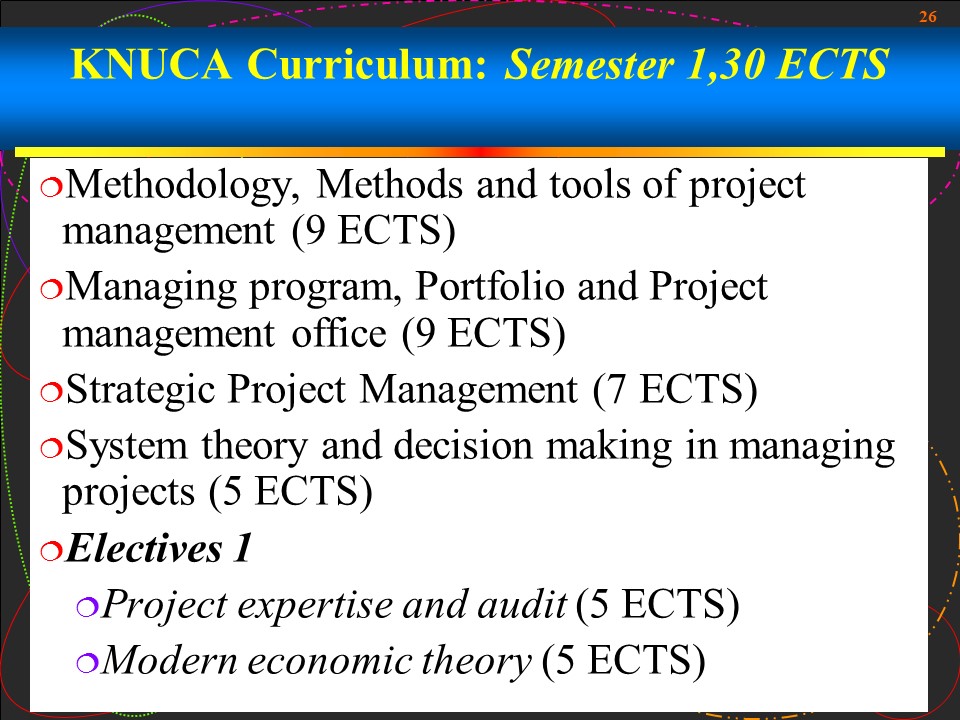 26
KNUCA Curriculum: Semester 1,30 ECTS
Methodology, Methods and tools of project
management (9 ECTS)
Managing program, Portfolio and Project
management office (9 ECTS)
Strategic Project Management (7 ECTS)
System theory and decision making in managing
projects (5 ECTS)
Electives 1
Project expertise and audit (5 ECTS)
Modern economic theory (5 ECTS)